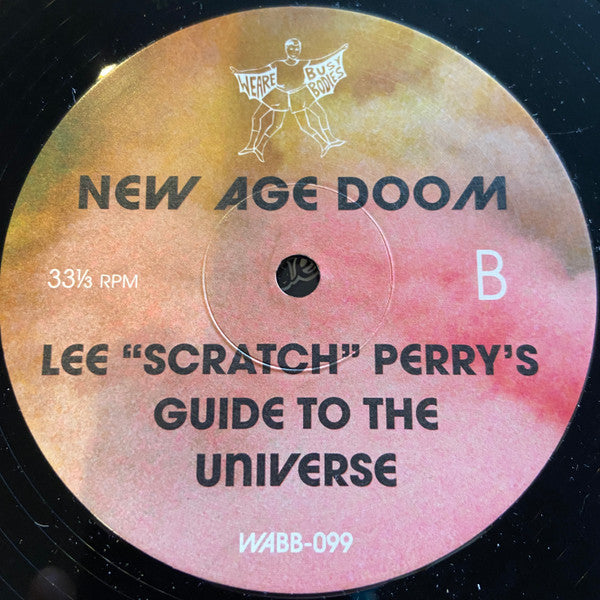 WE ARE BUSY BODIES
NEW AGE DOOM
33⅓ RPM
B
LEE “SCRATCH” PERRY’S
GUIDE TO THE
UNIVERSE
WABB-099